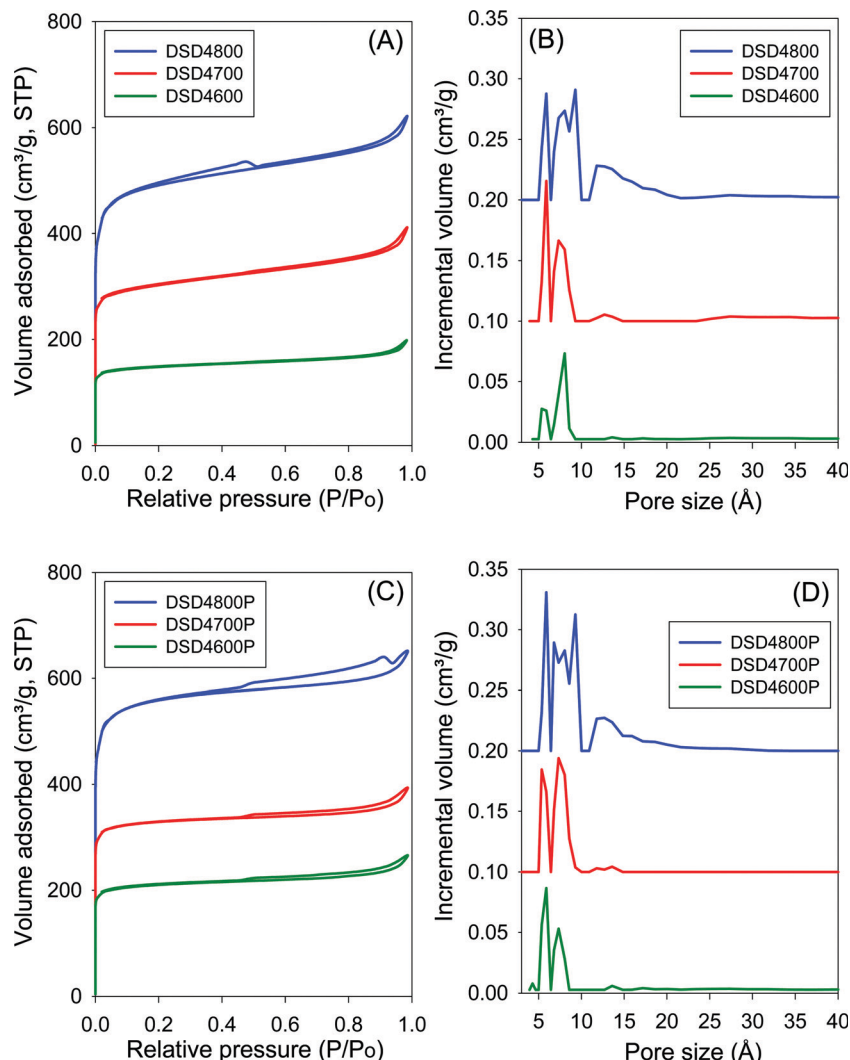 (A)
DSD4800
DSD4700
DSD4600
800
600
400
200
0
Volume adsorbed (cm³/g, STP)
0.0 0.2 0.4 0.6 0.8 1.0
Relative pressure (P/Po)
(B)
DSD4800
DSD4700
DSD4600
0.35
0.30
0.25
0.20
0.15
0.10
0.05
0.00
Incremental volume (cm³/g)
5 10 15 20 25 30 35 40
Pore size (Å)
(C)
DSD4800P
DSD4700P
DSD4600P
800
600
400
200
0
Volume adsorbed (cm³/g, STP)
0.0 0.2 0.4 0.6 0.8 1.0
Relative pressure (P/Po)
(D)
DSD4800P
DSD4700P
DSD4600P
0.35
0.30
0.25
0.20
0.15
0.10
0.05
0.00
Incremental volume (cm³/g)
5 10 15 20 25 30 35 40
Pore size (Å)